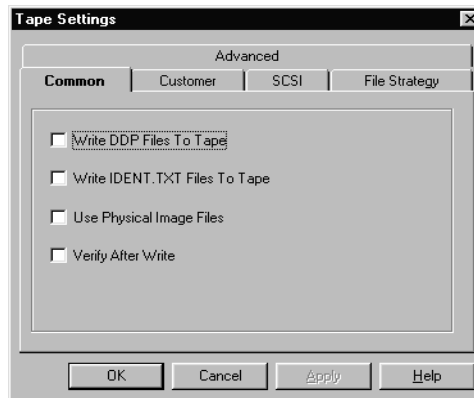 Tape Settings
Advanced
Common Customer SCSI File Strategy
Write DDP Files To Tape
Write IDENT.TXT Files To Tape
Use Physical Image Files
Verify After Write
OK Cancel Apply Help